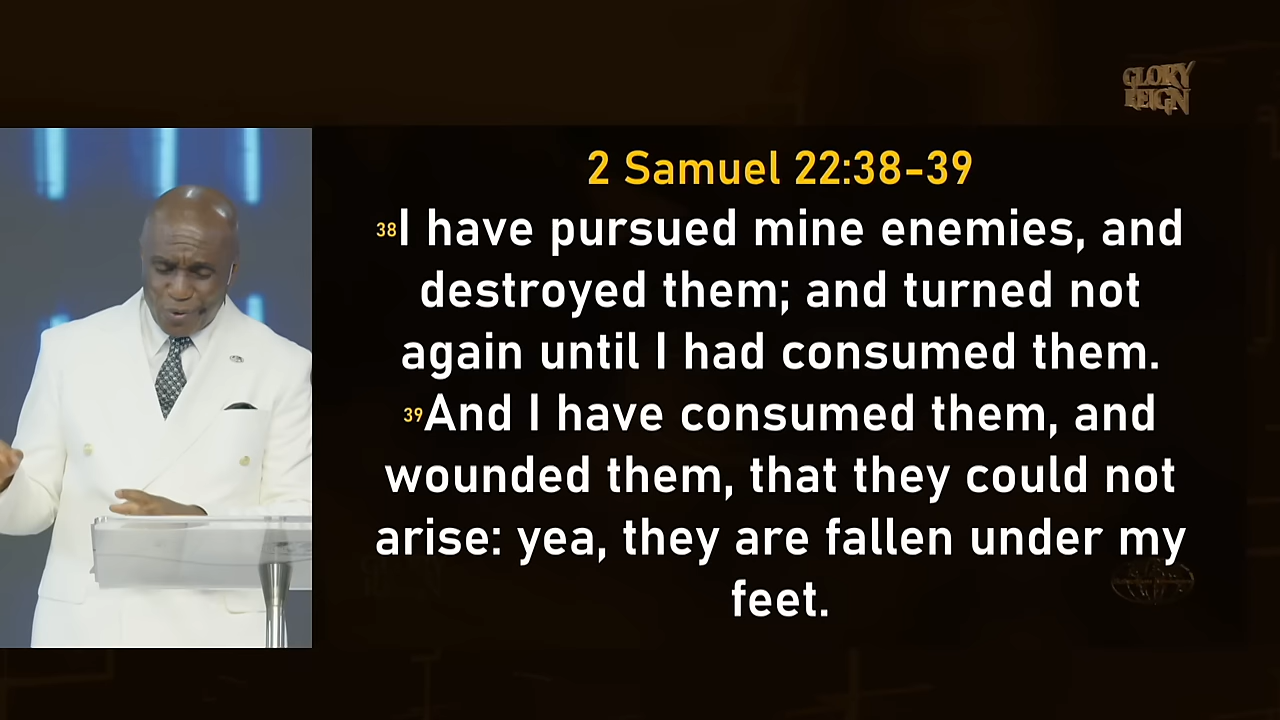 GLORY
REIGN
2 Samuel 22:38-39
38I have pursued mine enemies, and
destroyed them; and turned not
again until I had consumed them.
39And I have consumed them, and
wounded them, that they could not
arise: yea, they are fallen under my
feet.